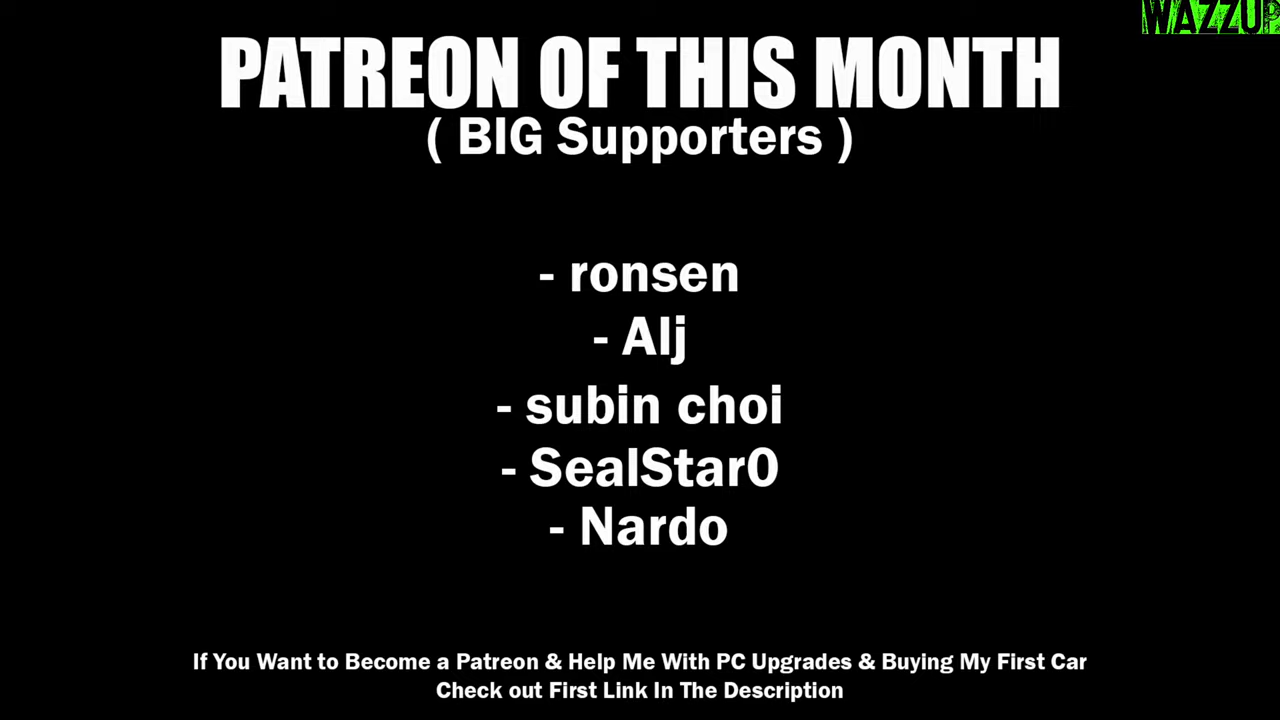 WAZZUP
PATREON OF THIS MONTH
( BIG Supporters )
- ronsen
- Alj
- subin choi
- SealStar0
- Nardo
If You Want to Become a Patreon & Help Me With PC Upgrades & Buying My First Car
Check out First Link In The Description